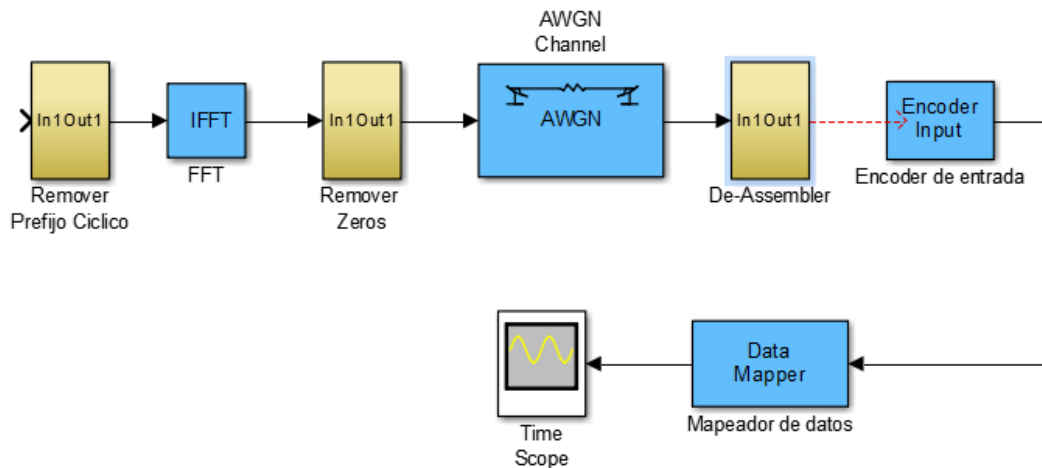 AWGN
Channel
In1Out1
IFFT
In1Out1
AWGN
In1Out1
Encoder
Input
Remover
Prefijo Ciclico
FFT
Remover
Zeros
De-Assembler
Encoder de entrada
Data
Mapper
Time
Scope
Mapeador de datos